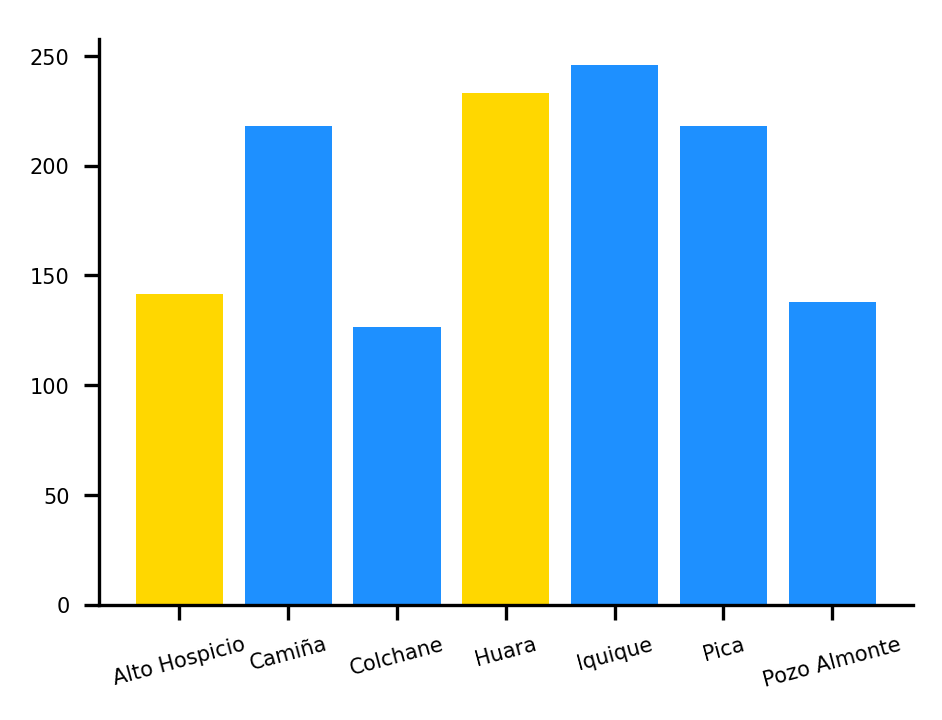 250
200
150
100
50
0
Alto Hospicio
Camiña
Colchane
Huara
Iquique
Pica
Pozo Almonte